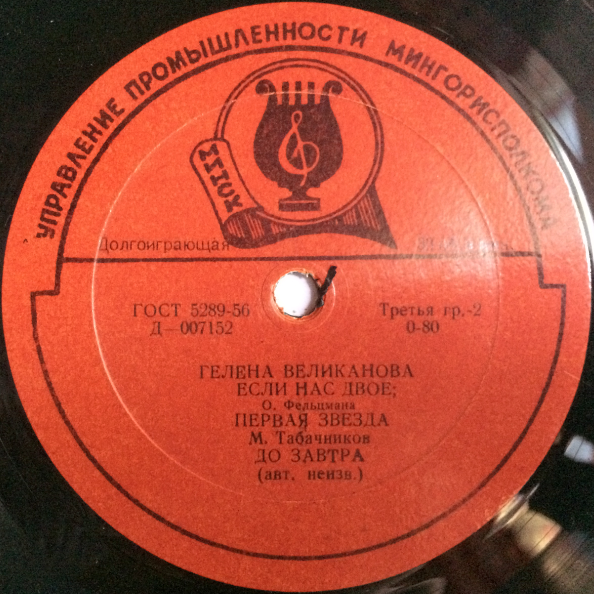 УПРАВЛЕНИЕ ПРОМЫШЛЕННОСТИ МИНГОРИСПОЛКОМА
Долгоиграющая
ГОСТ 5289-56 Третья гр.-2
Д—007152 0-80
ГЕЛЕНА ВЕЛИКАНОВА
ЕСЛИ НАС ДВОЕ;
О. Фельцмана
ПЕРВАЯ ЗВЕЗДА
М. Табачников
ДО ЗАВТРА
(авт. неизв.)